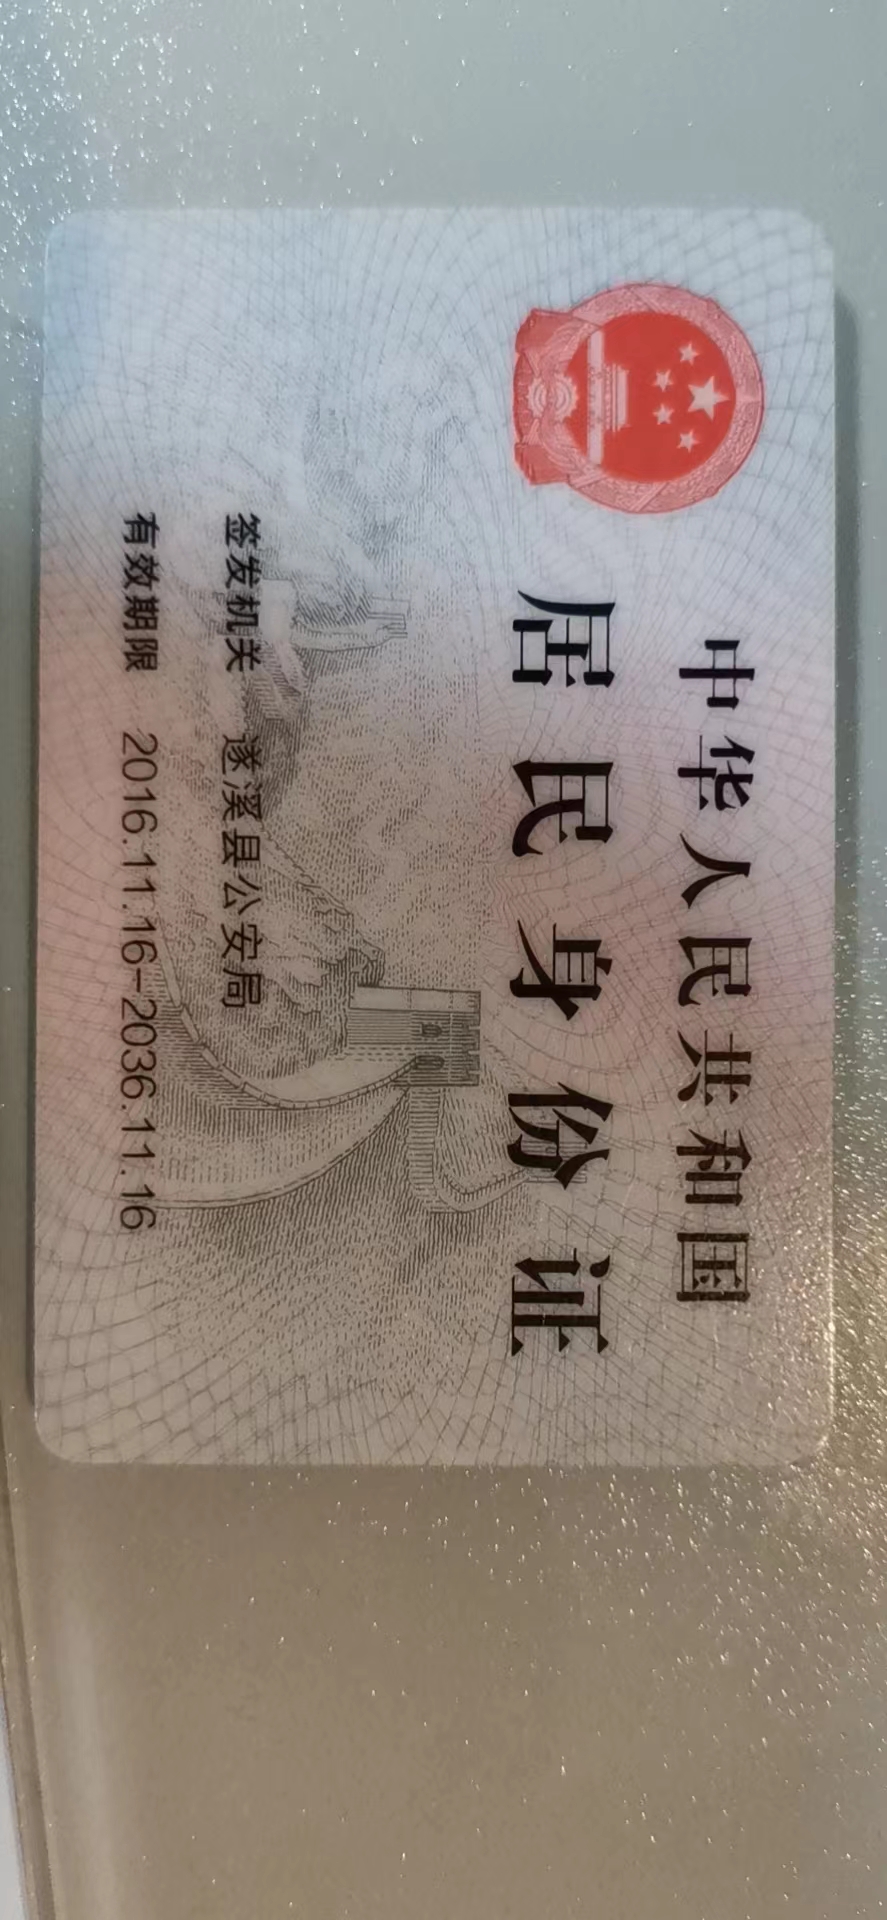 中华人民共和国
居民身份证
签发机关 遂溪县公安局
有效期限 2016.11.16-2036.11.16